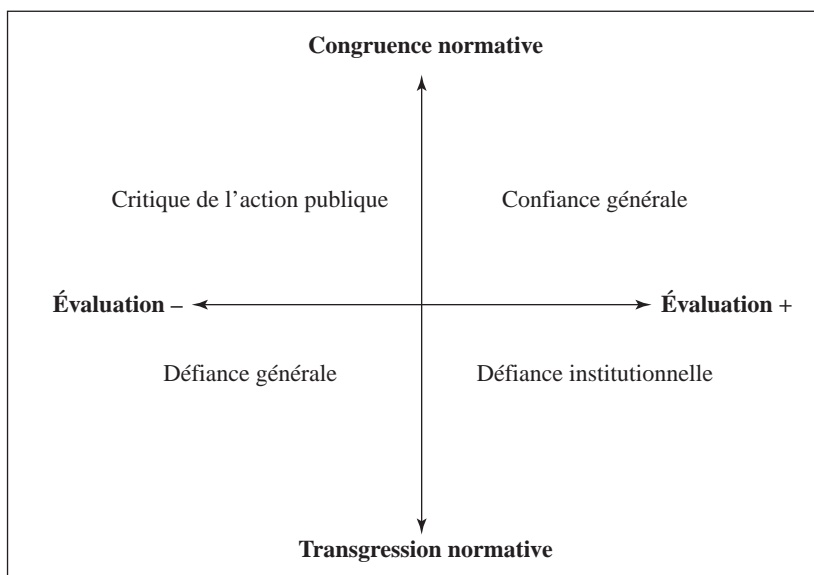 Congruence normative
Critique de l’action publique
Confiance générale
Évaluation –
Évaluation +
Défiance générale
Défiance institutionnelle
Transgression normative